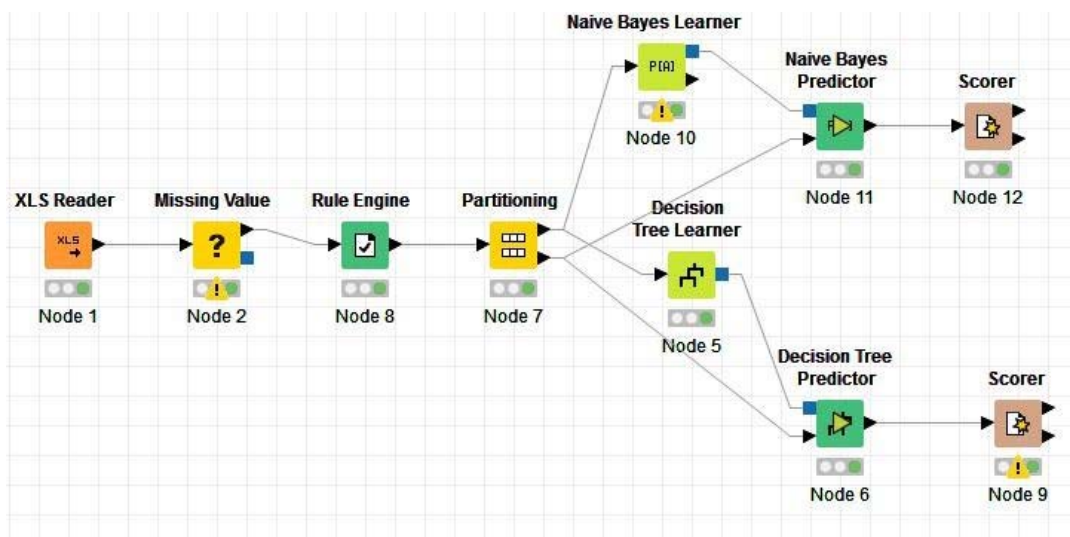 Naive Bayes Learner
P[A]
Node 10
Naive Bayes
Predictor
Node 11
Scorer
Node 12
XLS Reader
XLS
Node 1
Missing Value
?
Node 2
Rule Engine
Node 8
Partitioning
Node 7
Decision
Tree Learner
Node 5
Decision Tree
Predictor
Node 6
Scorer
Node 9